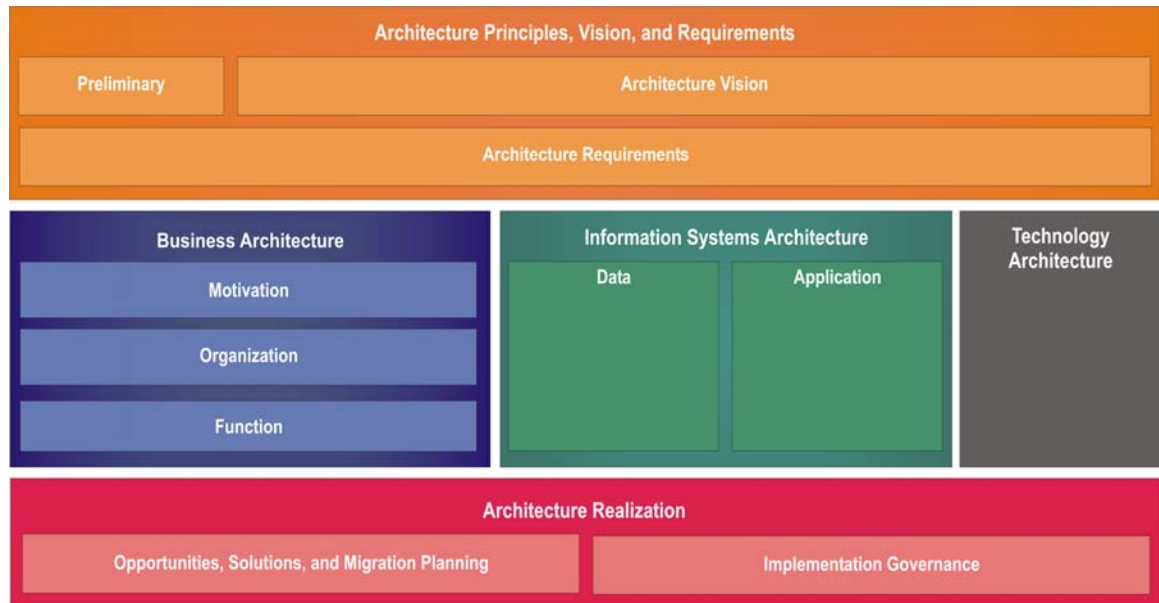 Architecture Principles, Vision, and Requirements
Preliminary
Architecture Vision
Architecture Requirements
Business Architecture
Motivation
Organization
Function
Information Systems Architecture
Data
Application
Technology
Architecture
Architecture Realization
Opportunities, Solutions, and Migration Planning
Implementation Governance